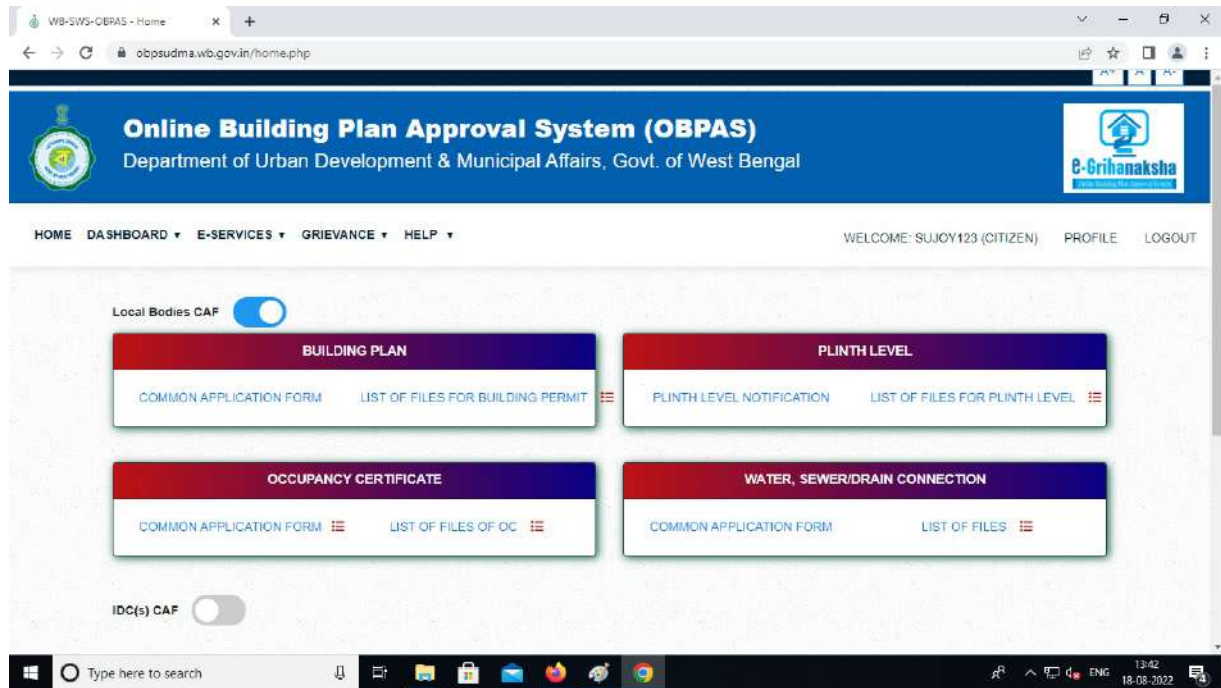 WB-SWS-OBPAS - Home
obpsudma.wb.gov.in/home.php
A+ A A-
Online Building Plan Approval System (OBPAS)
Department of Urban Development & Municipal Affairs, Govt. of West Bengal
e-Grihanaksha
HOME DASHBOARD E-SERVICES GRIEVANCE HELP WELCOME: SUJOY123 (CITIZEN) PROFILE LOGOUT
Local Bodies CAF
BUILDING PLAN
COMMON APPLICATION FORM LIST OF FILES FOR BUILDING PERMIT
PLINTH LEVEL
PLINTH LEVEL NOTIFICATION LIST OF FILES FOR PLINTH LEVEL
OCCUPANCY CERTIFICATE
COMMON APPLICATION FORM LIST OF FILES OF OC
WATER, SEWER/DRAIN CONNECTION
COMMON APPLICATION FORM LIST OF FILES
IDC(s) CAF
Type here to search
ENG
13:42
18-08-2022